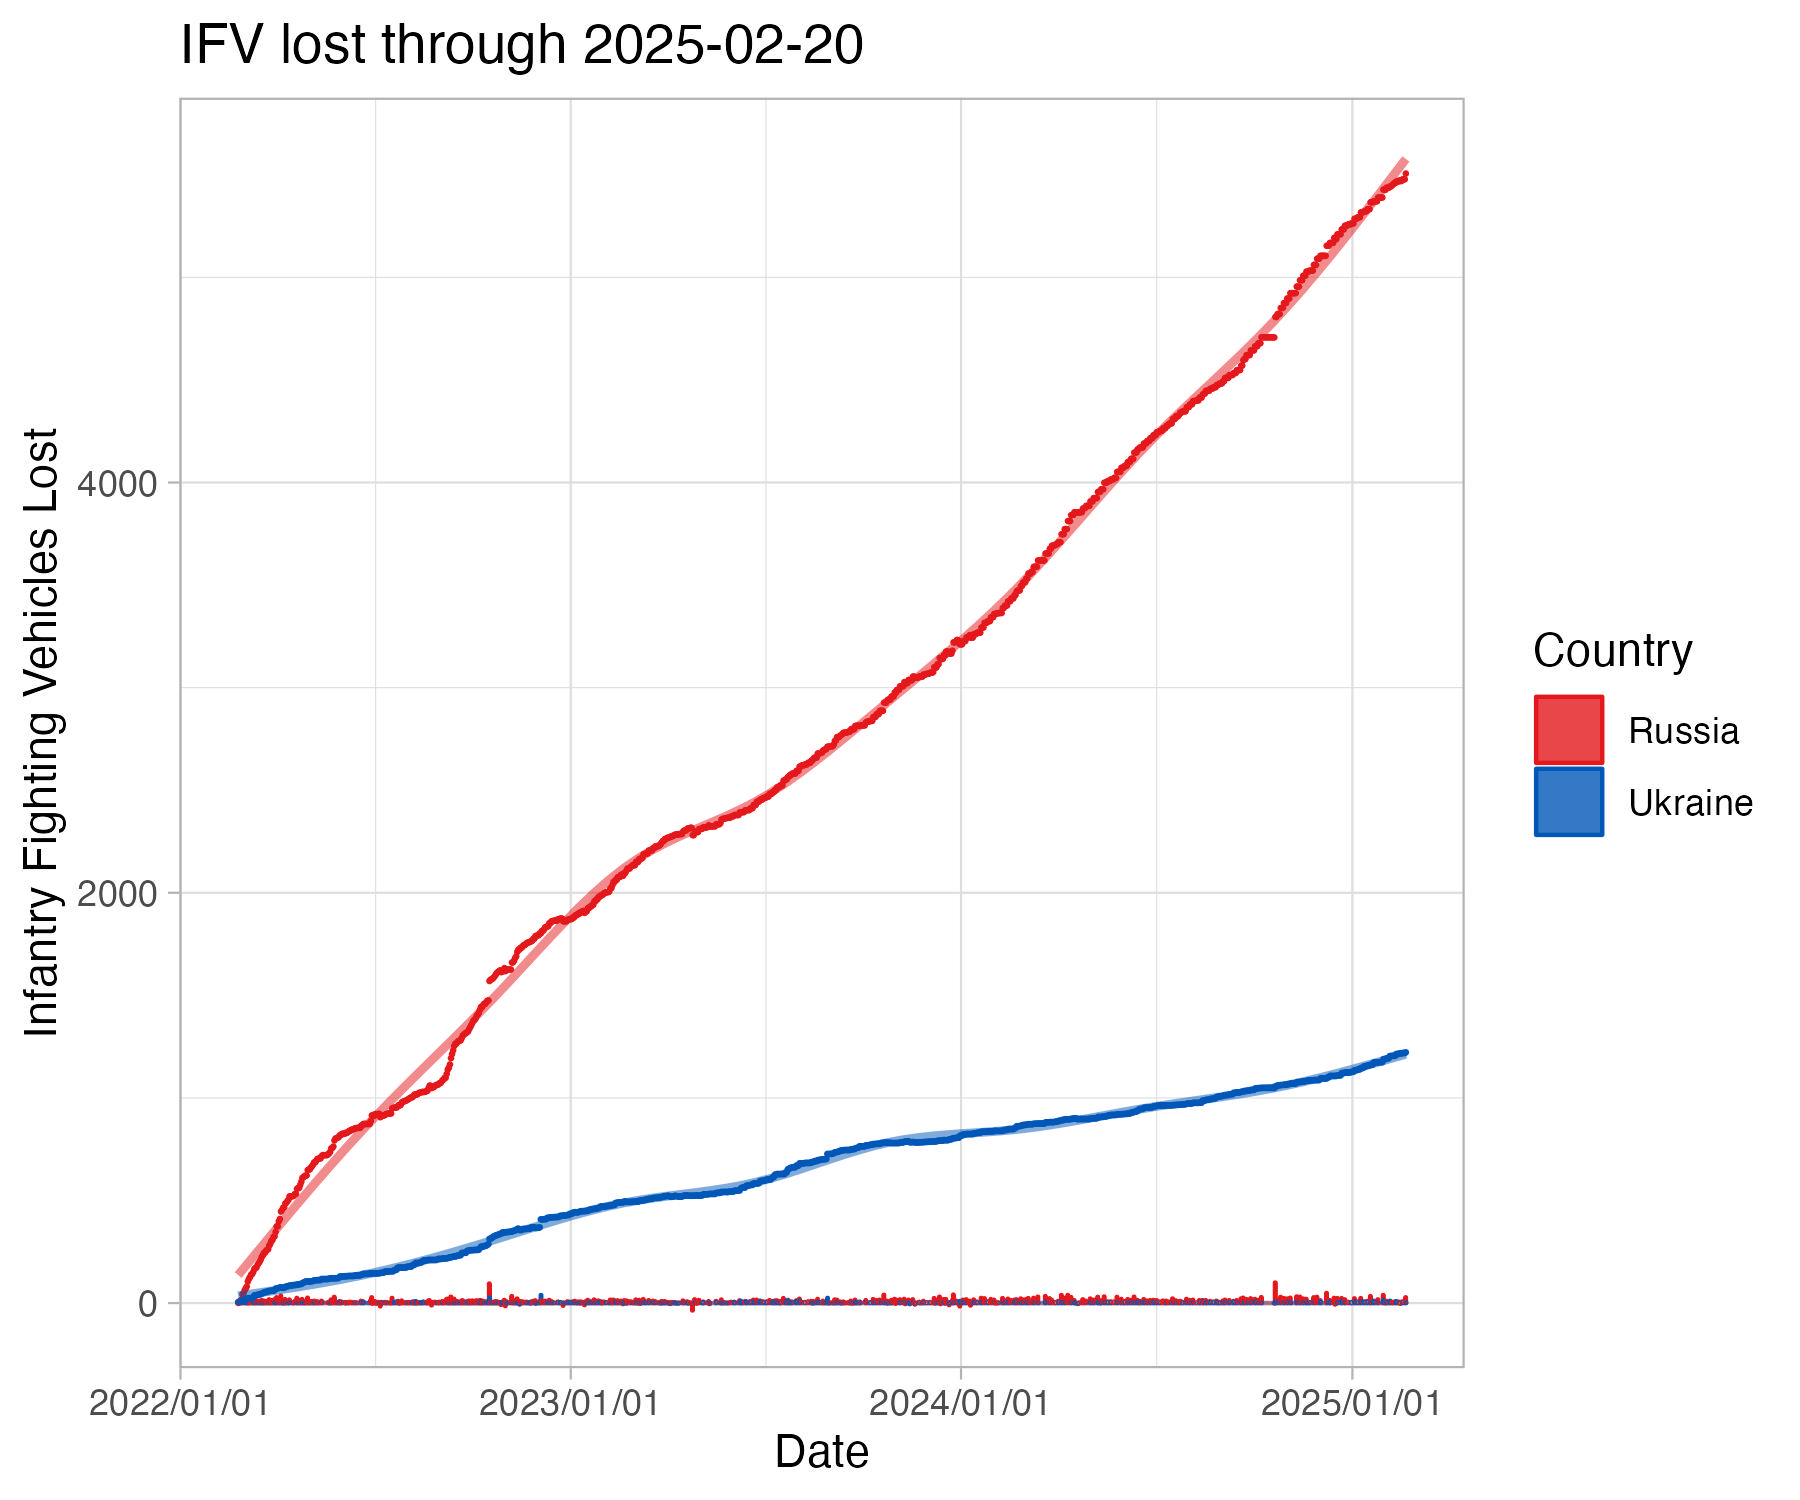 IFV lost through 2025-02-20
Infantry Fighting Vehicles Lost
4000
2000
0
2022/01/01
2023/01/01
2024/01/01
2025/01/01
Date
Country
Russia
Ukraine